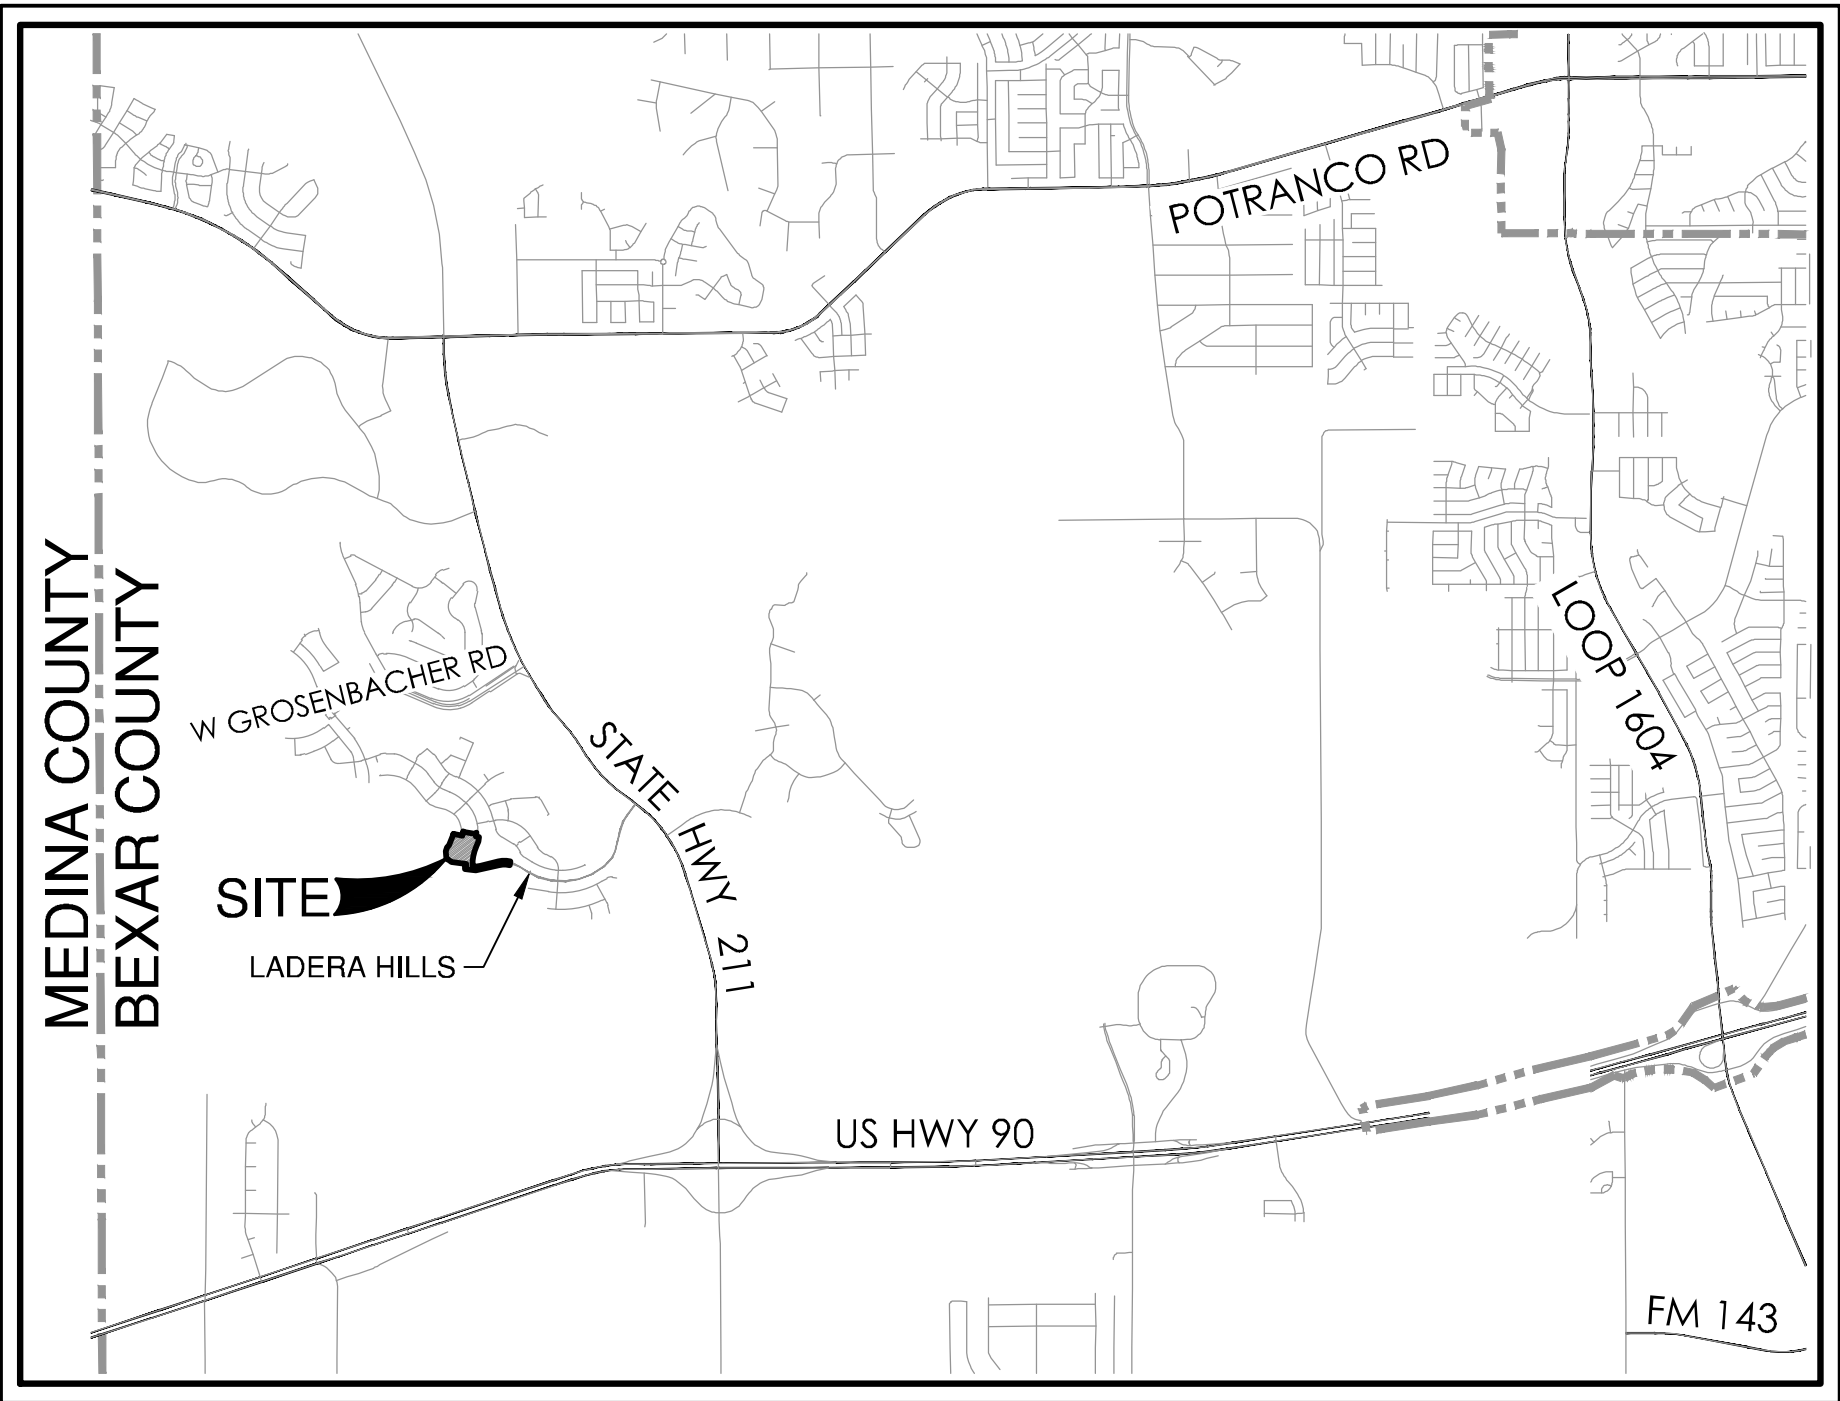 POTRANCO RD
MEDINA COUNTY
BEXAR COUNTY
W GROSENBACHER RD
LOOP 1604
STATE HWY 211
SITE
LADERA HILLS
US HWY 90
FM 143